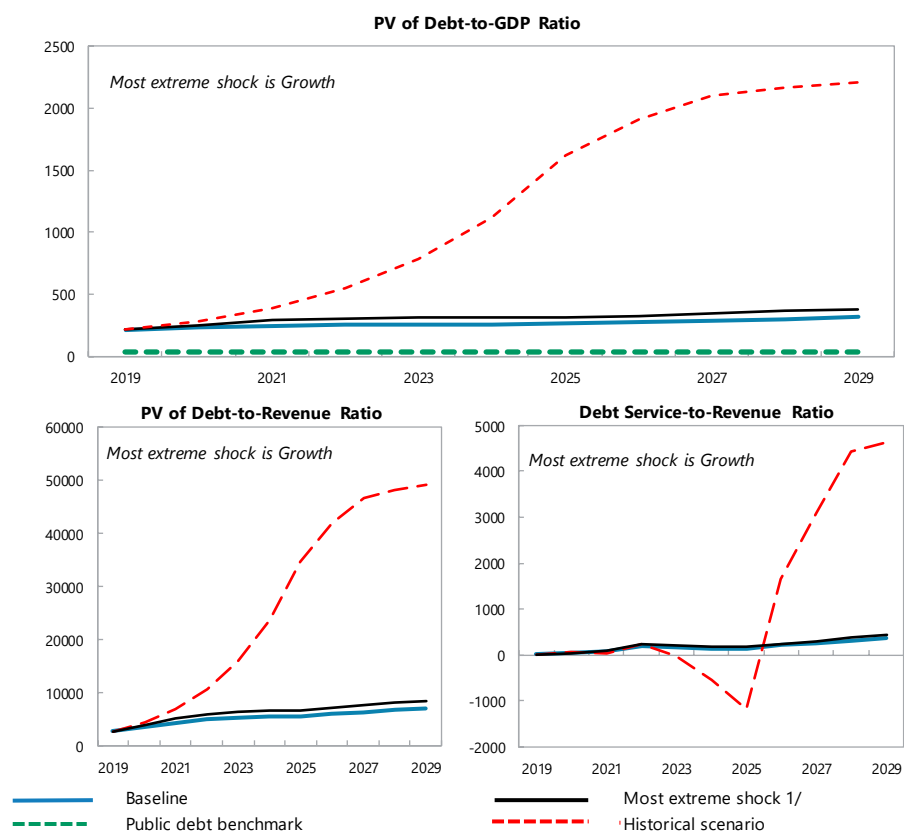 PV of Debt-to-GDP Ratio
2500
Most extreme shock is Growth
2000
1500
1000
500
0
2019 2021 2023 2025 2027 2029
PV of Debt-to-Revenue Ratio
60000
Most extreme shock is Growth
50000
40000
30000
20000
10000
0
2019 2021 2023 2025 2027 2029
Debt Service-to-Revenue Ratio
5000
Most extreme shock is Growth
4000
3000
2000
1000
0
-1000
-2000
2019 2021 2023 2025 2027 2029
Baseline
Public debt benchmark
Most extreme shock 1/
Historical scenario